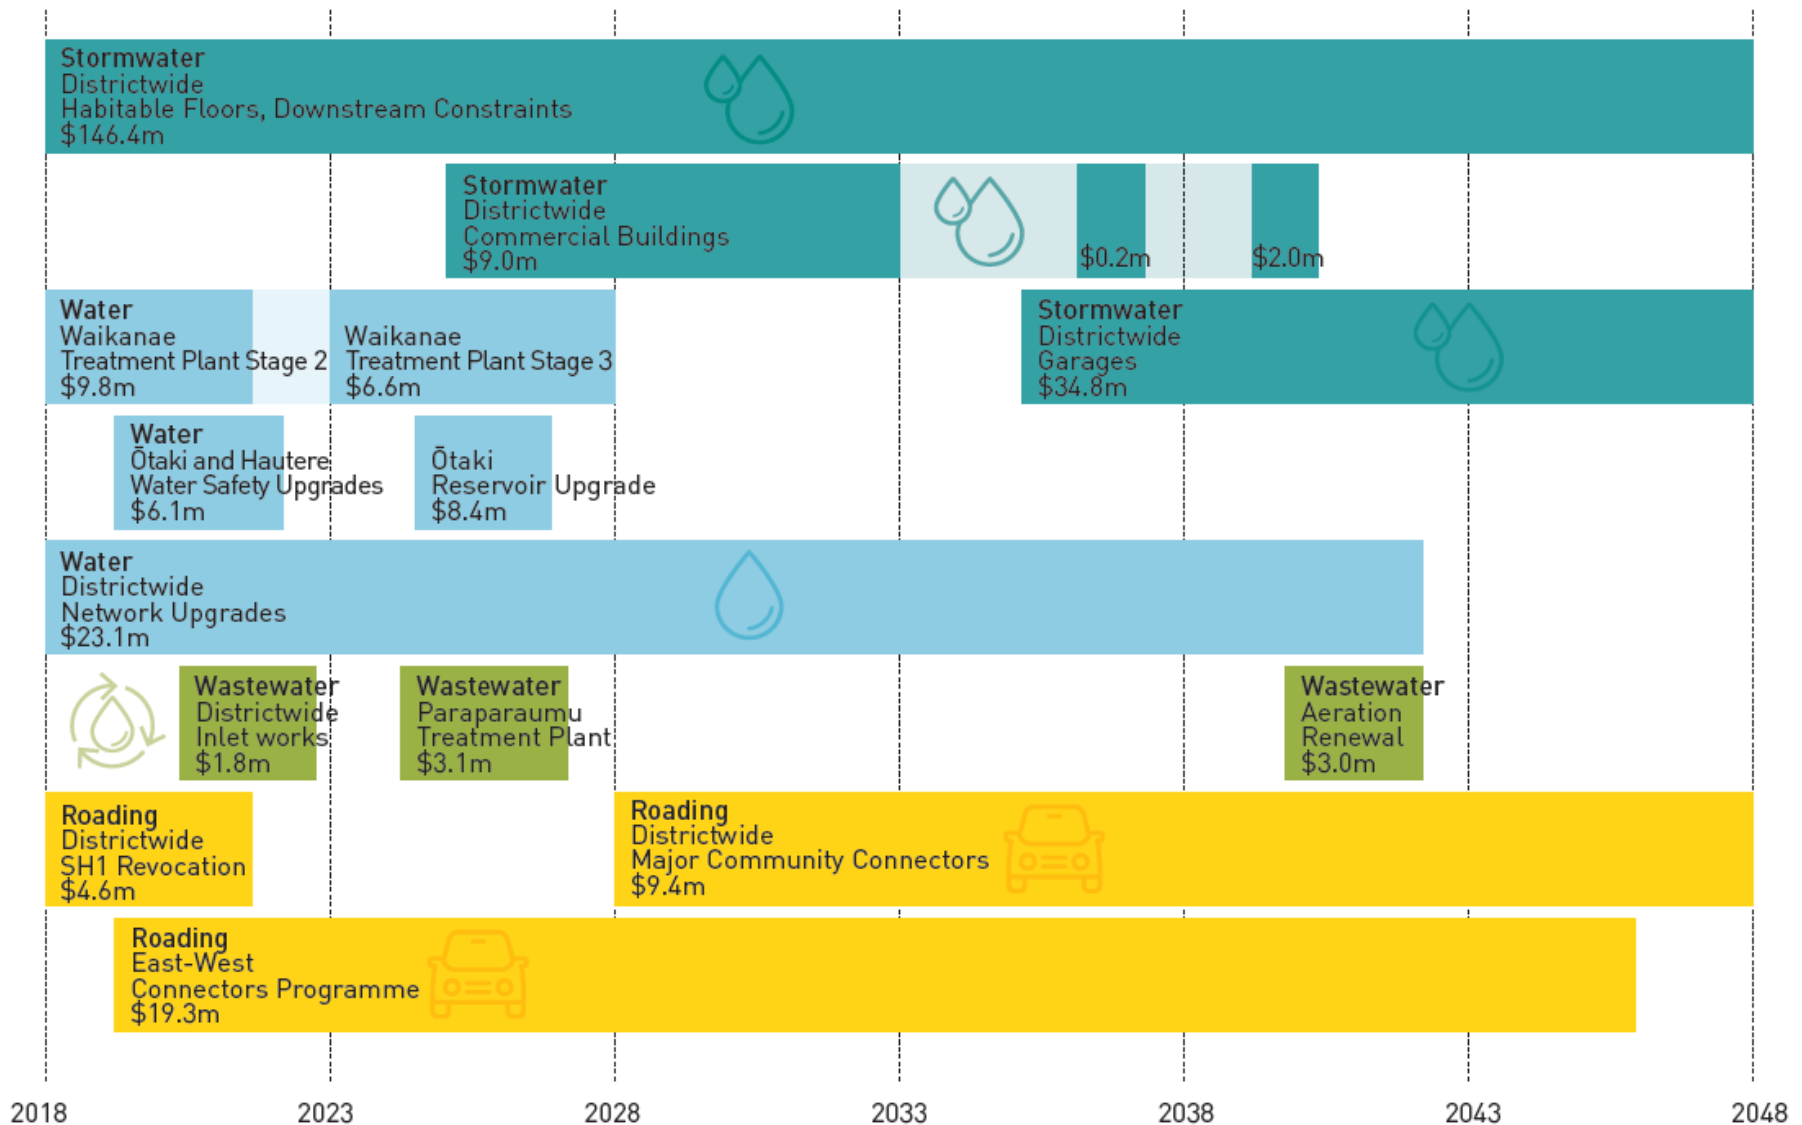 Stormwater
Districtwide
Habitable Floors, Downstream Constraints
$146.4m
Stormwater
Districtwide
Commercial Buildings
$9.0m
$0.2m
$2.0m
Water
Waikanae
Treatment Plant Stage 2
$9.8m
Waikanae
Treatment Plant Stage 3
$6.6m
Stormwater
Districtwide
Garages
$34.8m
Water
Ōtaki and Hautere
Water Safety Upgrades
$6.1m
Ōtaki
Reservoir Upgrade
$8.4m
Water
Districtwide
Network Upgrades
$23.1m
Wastewater
Districtwide
Inlet works
$1.8m
Wastewater
Paraparaumu
Treatment Plant
$3.1m
Wastewater
Aeration
Renewal
$3.0m
Roading
Districtwide
SH1 Revocation
$4.6m
Roading
Districtwide
Major Community Connectors
$9.4m
Roading
East-West
Connectors Programme
$19.3m
2018 2023 2028 2033 2038 2043 2048